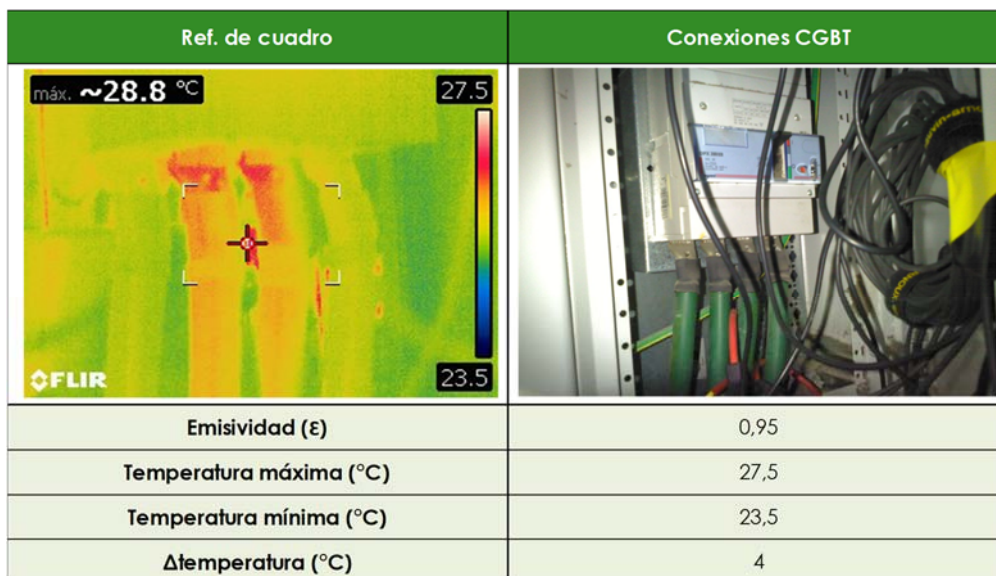 Ref. de cuadro
Conexiones CGBT
máx. ~28.8 °C
27.5
FLIR
23.5
Emisividad (ε)
0,95
Temperatura máxima (°C)
27,5
Temperatura mínima (°C)
23,5
Δtemperatura (°C)
4